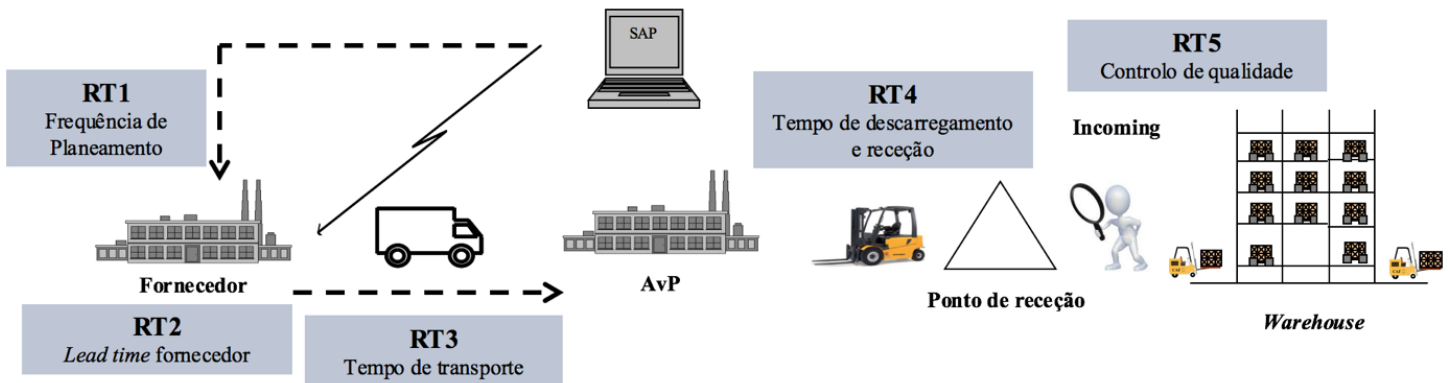 SAP
RT1
Frequência de
Planeamento
Fornecedor
RT2
Lead time fornecedor
RT3
Tempo de transporte
AvP
RT4
Tempo de descarregamento
e receção
Ponto de receção
RT5
Controlo de qualidade
Incoming
Warehouse